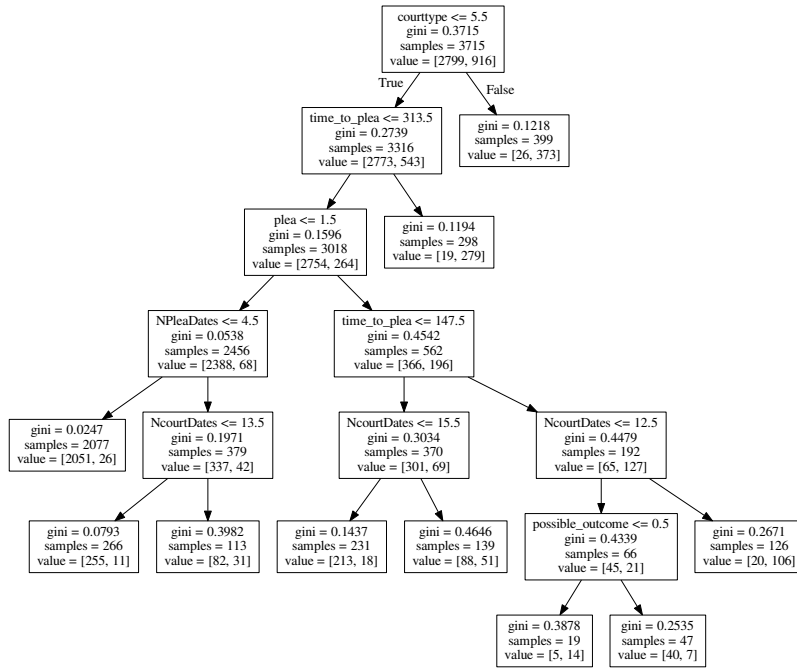 courttype <= 5.5
gini = 0.3715
samples = 3715
value = [2799, 916]
True
False
time_to_plea <= 313.5
gini = 0.2739
samples = 3316
value = [2773, 543]
gini = 0.1218
samples = 399
value = [26, 373]
plea <= 1.5
gini = 0.1596
samples = 3018
value = [2754, 264]
gini = 0.1194
samples = 298
value = [19, 279]
NPleaDates <= 4.5
gini = 0.0538
samples = 2456
value = [2388, 68]
time_to_plea <= 147.5
gini = 0.4542
samples = 562
value = [366, 196]
gini = 0.0247
samples = 2077
value = [2051, 26]
NcourtDates <= 13.5
gini = 0.1971
samples = 379
value = [337, 42]
NcourtDates <= 15.5
gini = 0.3034
samples = 370
value = [301, 69]
NcourtDates <= 12.5
gini = 0.4479
samples = 192
value = [65, 127]
gini = 0.0793
samples = 266
value = [255, 11]
gini = 0.3982
samples = 113
value = [82, 31]
gini = 0.1437
samples = 231
value = [213, 18]
gini = 0.4646
samples = 139
value = [88, 51]
possible_outcome <= 0.5
gini = 0.4339
samples = 66
value = [45, 21]
gini = 0.2671
samples = 126
value = [20, 106]
gini = 0.3878
samples = 19
value = [5, 14]
gini = 0.2535
samples = 47
value = [40, 7]